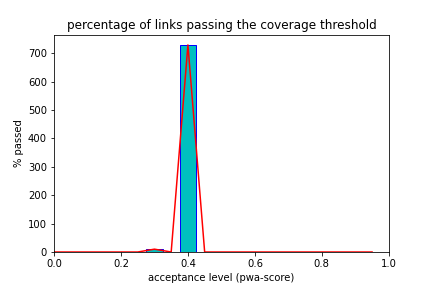 percentage of links passing the coverage threshold
700
600
500
400
300
200
100
0
% passed
0.0 0.2 0.4 0.6 0.8 1.0
acceptance level (pwa-score)